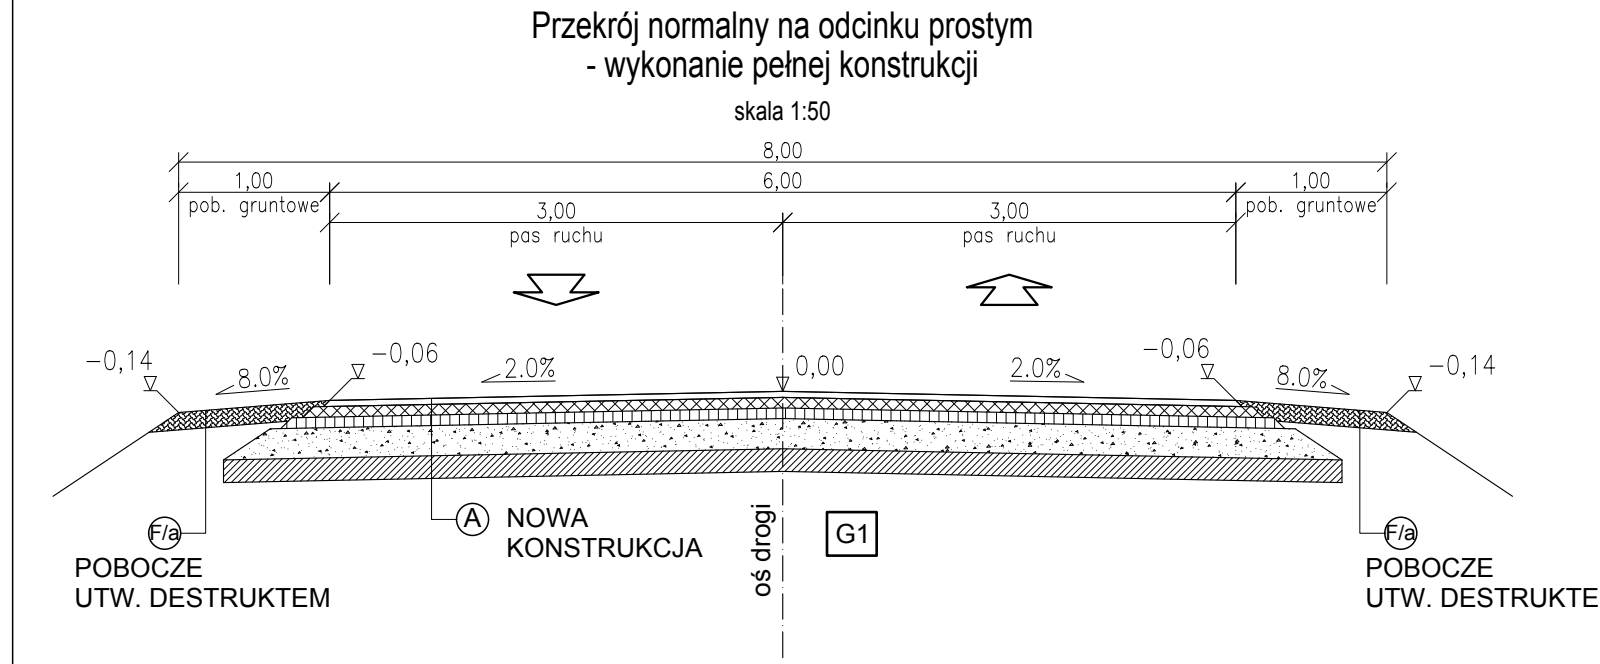 Przekrój normalny na odcinku prostym
- wykonanie pełnej konstrukcji
skala 1:50
8,00
1,00
6,00
1,00
pob. gruntowe
pob. gruntowe
3,00
3,00
pas ruchu
pas ruchu
-0,14
-0,06
0,00
-0,06
-0,14
8.0%
2.0%
2.0%
8.0%
F/a
POBOCZE
UTW. DESTRUKTEM
A
NOWA
KONSTRUKCJA
oś drogi
G1
F/a
POBOCZE
UTW. DESTRUKTE